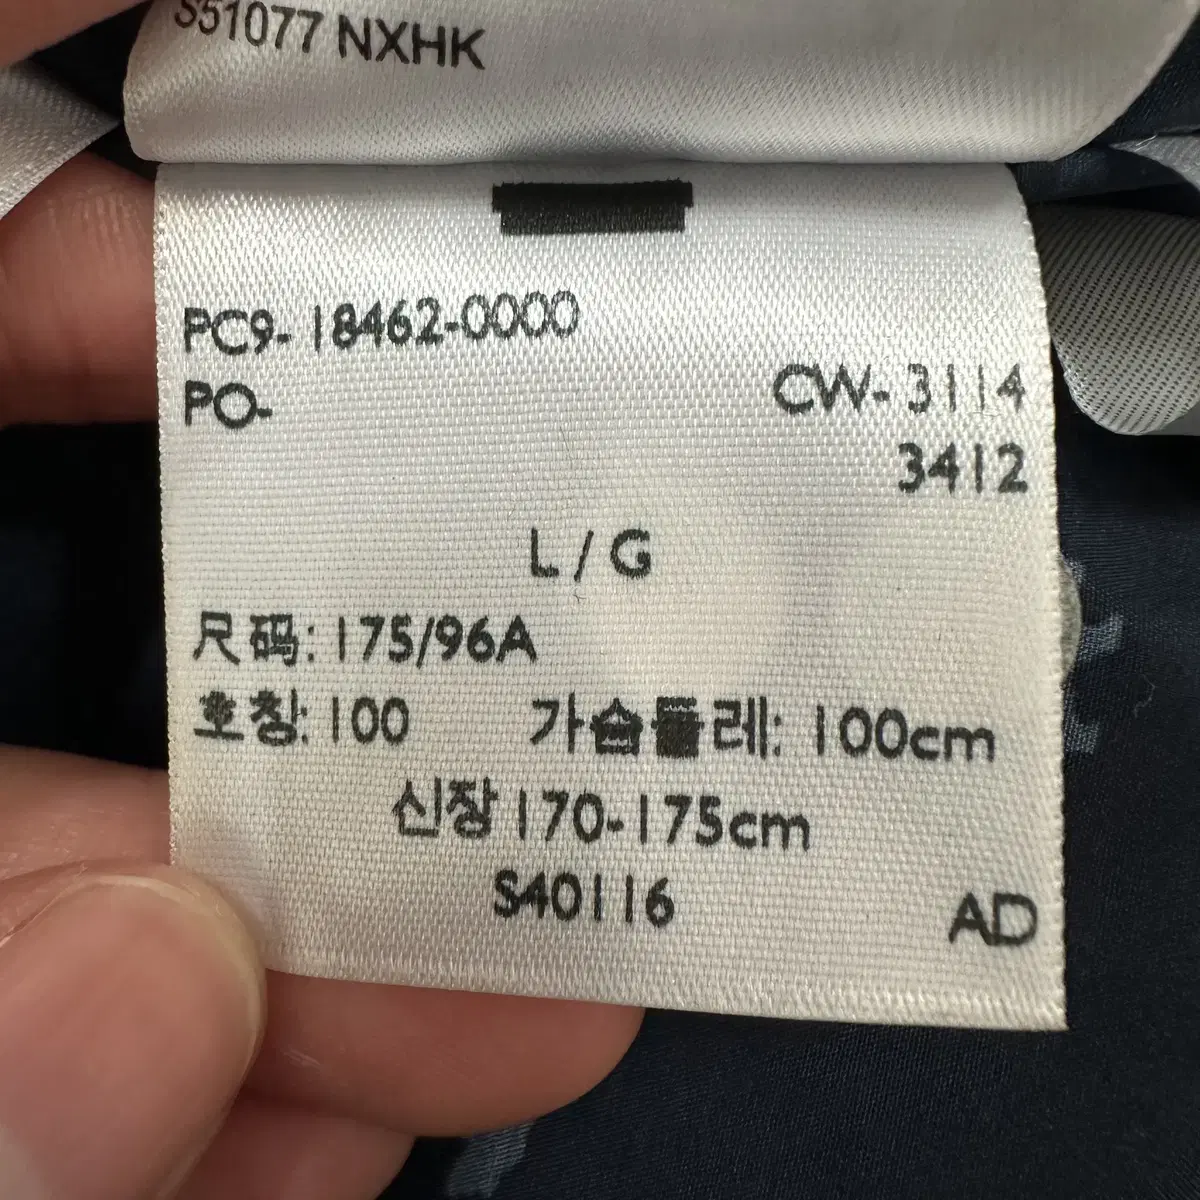 S51077 NXHK
PC9-18462-0000
PO-
CW-3114
3412
L/G
尺码: 175/96A
호칭: 100 가슴둘레: 100cm
신장 170-175cm
S40116
AD